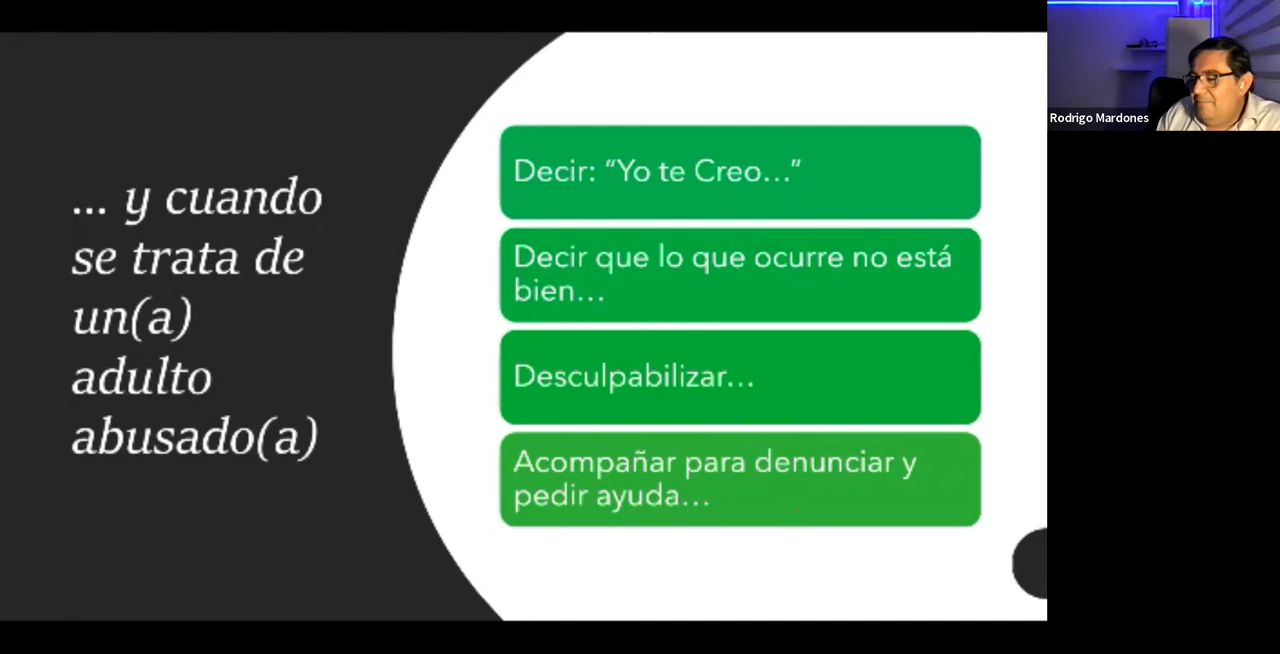 ... y cuando
se trata de
un(a)
adulto
abusado(a)
Decir: “Yo te Creo...”
Decir que lo que ocurre no está
bien...
Desculpabilizar...
Acompañar para denunciar y
pedir ayuda...
Rodrigo Mardones